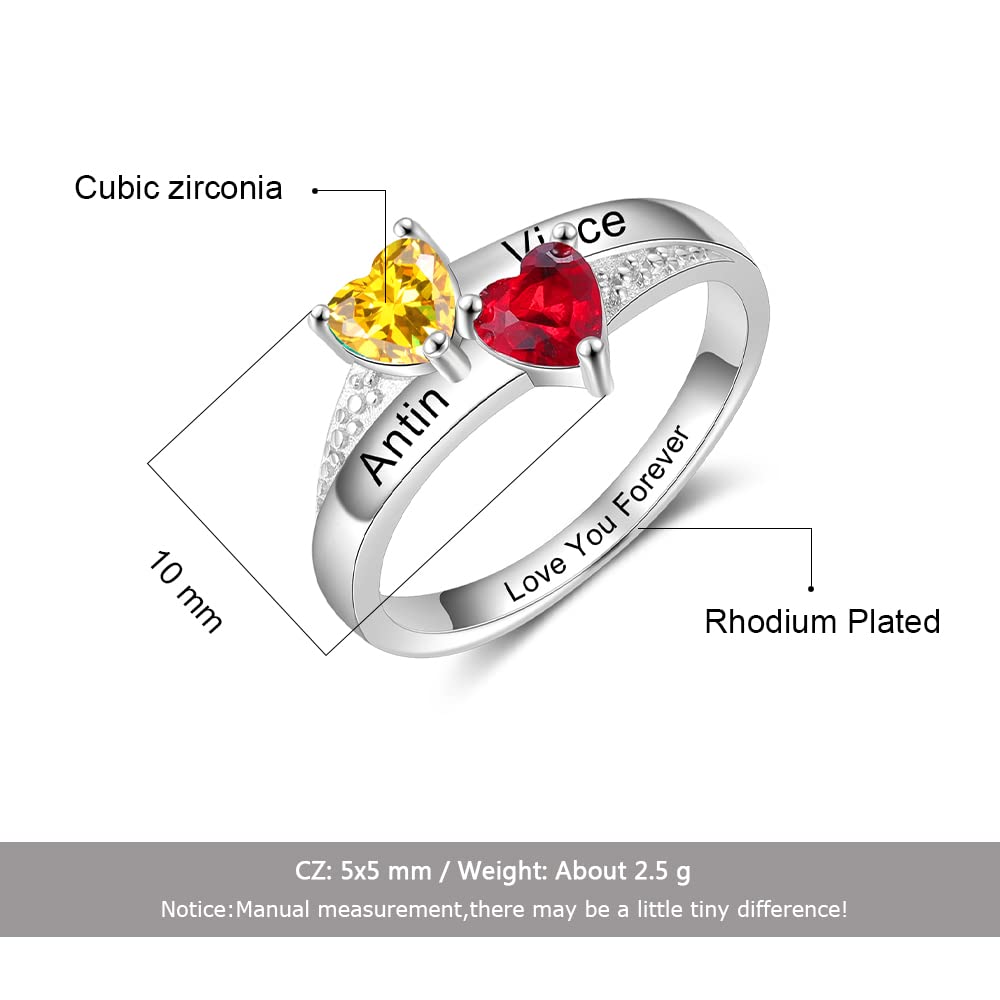 Cubic zirconia
Antin
Love You Forever
10 mm
Rhodium Plated
CZ: 5x5 mm / Weight: About 2.5 g
Notice:Manual measurement,there may be a little tiny difference!